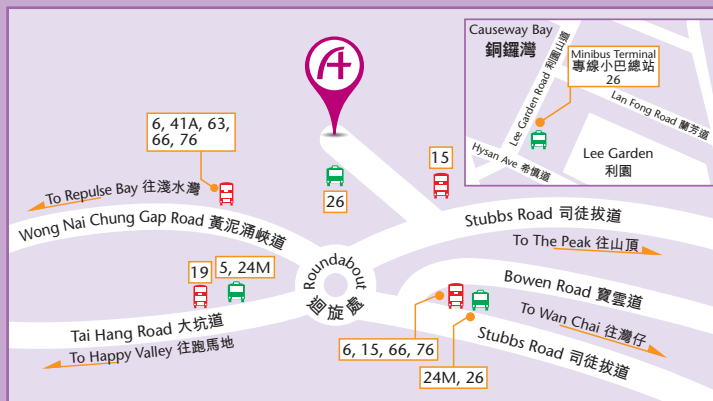 Causeway Bay
銅鑼灣
Minibus Terminal
專線小巴總站
26
Lee Garden Road 利園山道
Lan Fong Road 蘭芳道
Hysan Ave 希慎道
Lee Garden
利園
6, 41A, 63,
66, 76
15
26
To Repulse Bay 往淺水灣
Wong Nai Chung Gap Road 黃泥涌峽道
Stubbs Road 司徒拔道
To The Peak 往山頂
19
5, 24M
Roundabout
迴旋處
Bowen Road 寶雲道
To Wan Chai 往灣仔
Tai Hang Road 大坑道
To Happy Valley 往跑馬地
6, 15, 66, 76
24M, 26
Stubbs Road 司徒拔道